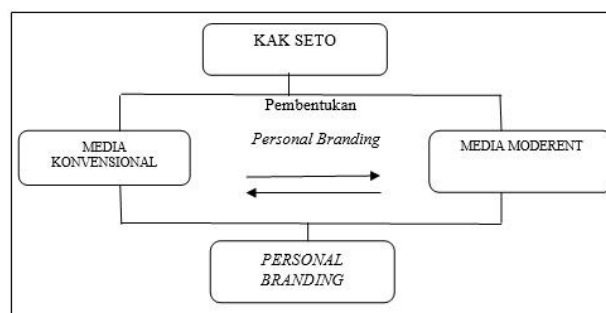 KAK SETO
Pembentukan
Personal Branding
MEDIA
KONVENSIONAL
MEDIA MODERENT
PERSONAL
BRANDING